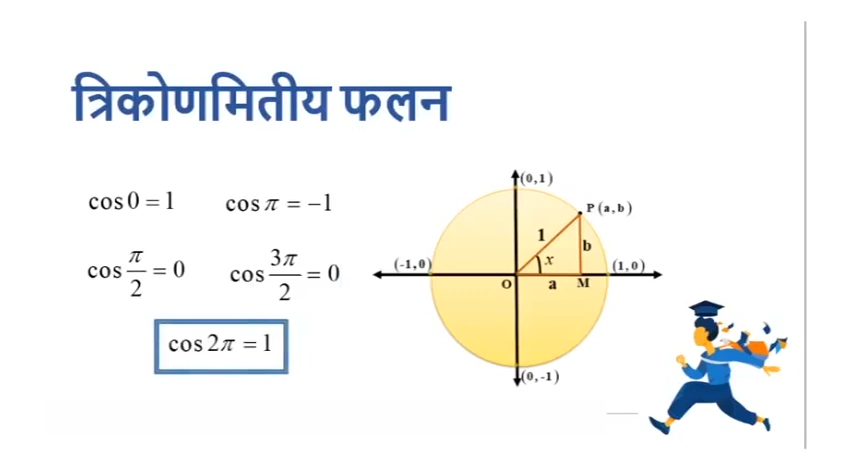 त्रिकोणमितीय फलन
cos 0 = 1
cos π = −1
cos π/2 = 0
cos 3π/2 = 0
cos 2π = 1
(0,1)
P (a,b)
1
b
x
(-1,0)
(1,0)
O
a
M
(0,-1)